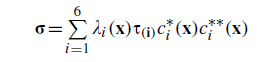 σ = ∑_{i=1}^{6} λ_i(x) τ_(i) c_i^*(x) c_i^{**}(x)